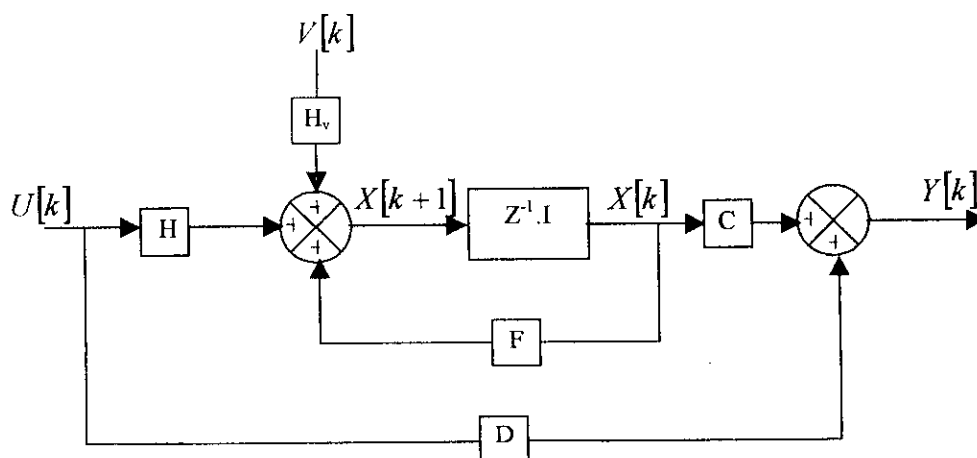 V[k]
Hᵥ
U[k]
H
+
+
+
X[k+1]
Z⁻¹.I
X[k]
C
+
+
Y[k]
F
D